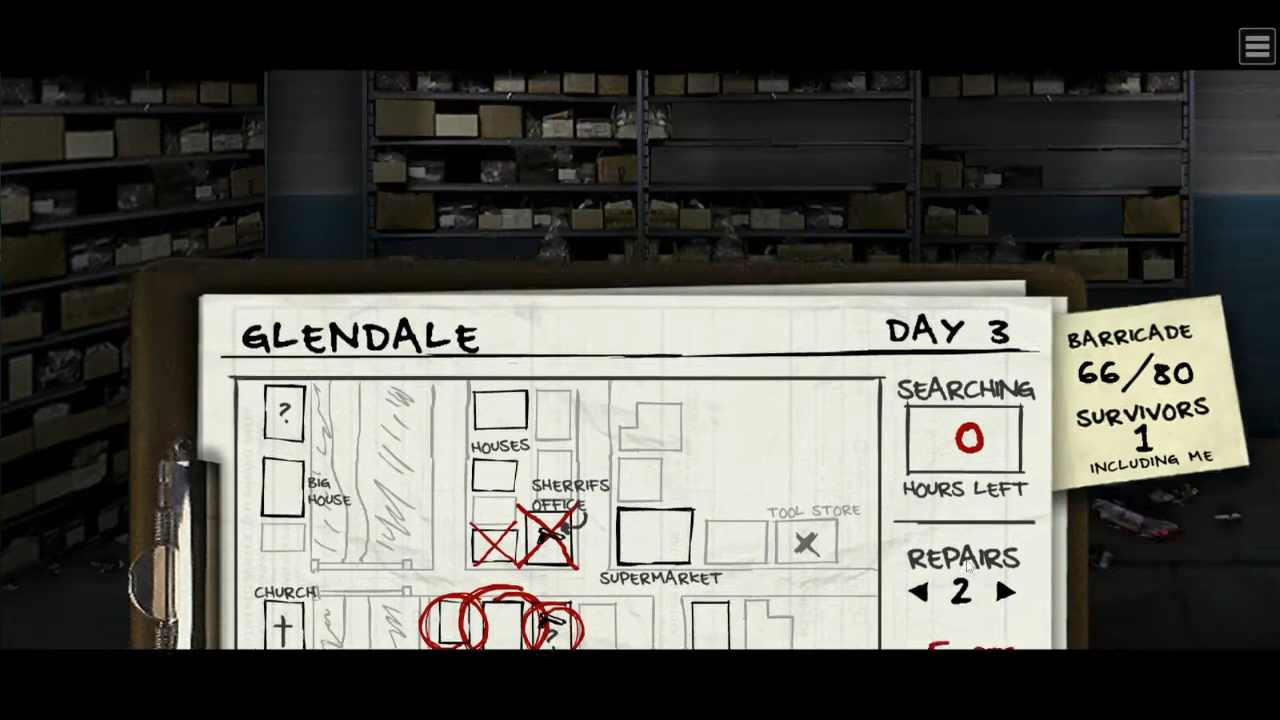 GLENDALE
DAY 3
BARRICADE
66/80
SURVIVORS
1
INCLUDING ME
SEARCHING
0
HOURS LEFT
REPAIRS
2
?
BIG
HOUSE
HOUSES
SHERRIFS
OFFICE
TOOL STORE
SUPERMARKET
CHURCH
?